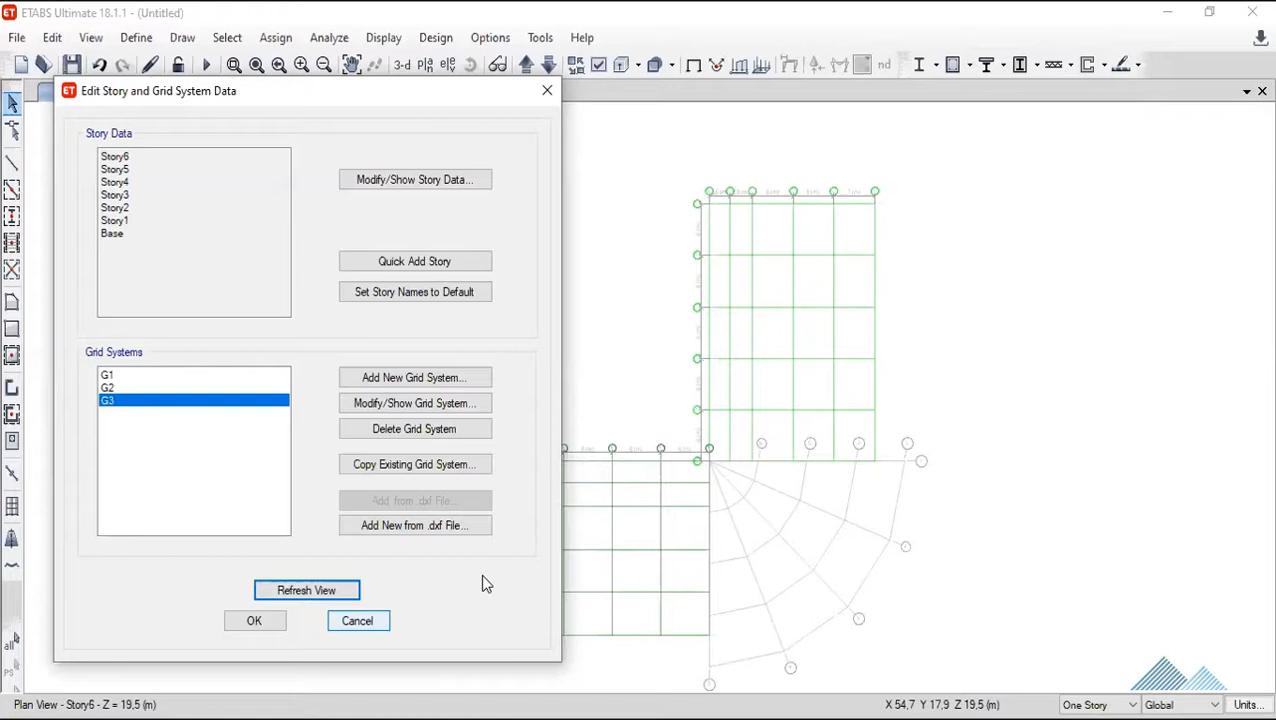 ETABS Ultimate 18.1.1 - (Untitled)
File Edit View Define Draw Select Assign Analyze Display Design Options Tools Help
3-d
nd
Edit Story and Grid System Data
Story Data
Story6
Story5
Story4
Story3
Story2
Story1
Base
Modify/Show Story Data...
Quick Add Story
Set Story Names to Default
Grid Systems
G1
G2
G3
Add New Grid System...
Modify/Show Grid System...
Delete Grid System
Copy Existing Grid System...
Add from .dxf File...
Add New from .dxf File...
Refresh View
OK
Cancel
all
PS
Plan View - Story6 - Z = 19,5 (m)
X 54,7 Y 17,9 Z 19,5 (m)
One Story
Global
Units...